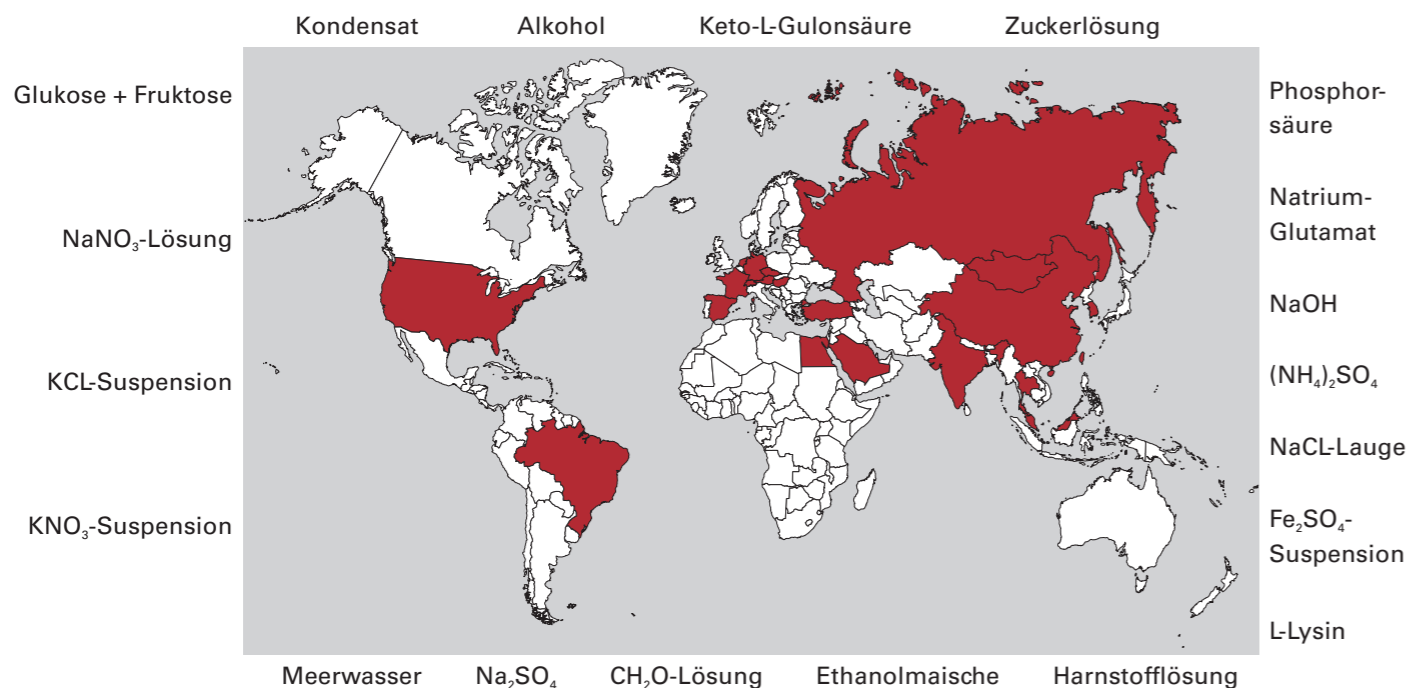 Kondensat Alkohol Keto-L-Gulonsäure Zuckerlösung
Glukose + Fruktose
NaNO₃-Lösung
KCL-Suspension
KNO₃-Suspension
Phosphor-
säure
Natrium-
Glutamat
NaOH
(NH₄)₂SO₄
NaCL-Lauge
Fe₂SO₄-
Suspension
L-Lysin
Meerwasser Na₂SO₄ CH₂O-Lösung Ethanolmaische Harnstofflösung